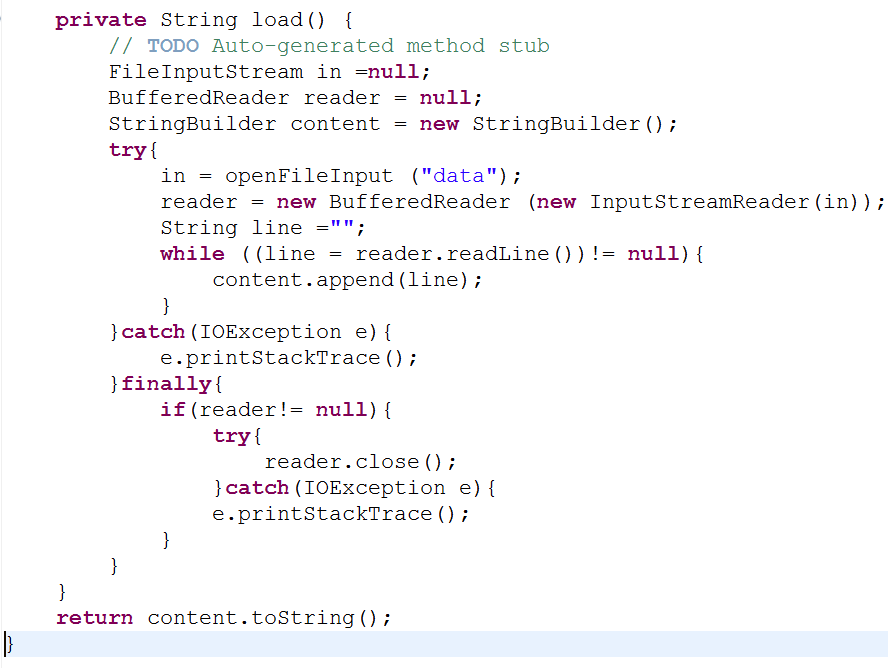 private String load() {
// TODO Auto-generated method stub
FileInputStream in =null;
BufferedReader reader = null;
StringBuilder content = new StringBuilder();
try{
in = openFileInput ("data");
reader = new BufferedReader (new InputStreamReader(in));
String line ="";
while ((line = reader.readLine())!= null){
content.append(line);
}
}catch(IOException e){
e.printStackTrace();
}finally{
if(reader!= null){
try{
reader.close();
}catch(IOException e){
e.printStackTrace();
}
}
}
return content.toString();
}